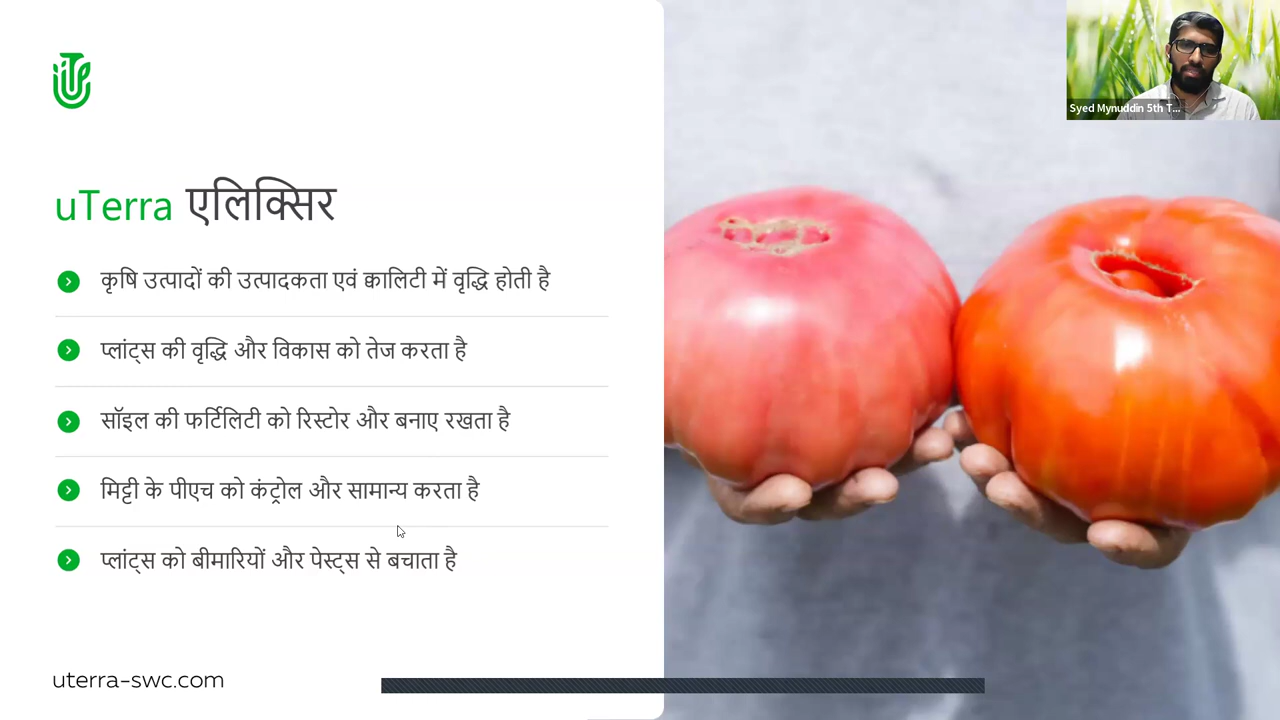 Syed Mynuddin 5th T...
uTerra एलिक्सिर
कृषि उत्पादों की उत्पादकता एवं क्वालिटी में वृद्धि होती है
प्लांट्स की वृद्धि और विकास को तेज करता है
सॉइल की फर्टिलिटी को रिस्टोर और बनाए रखता है
मिट्टी के पीएच को कंट्रोल और सामान्य करता है
प्लांट्स को बीमारियों और पेस्ट्स से बचाता है
uterra-swc.com